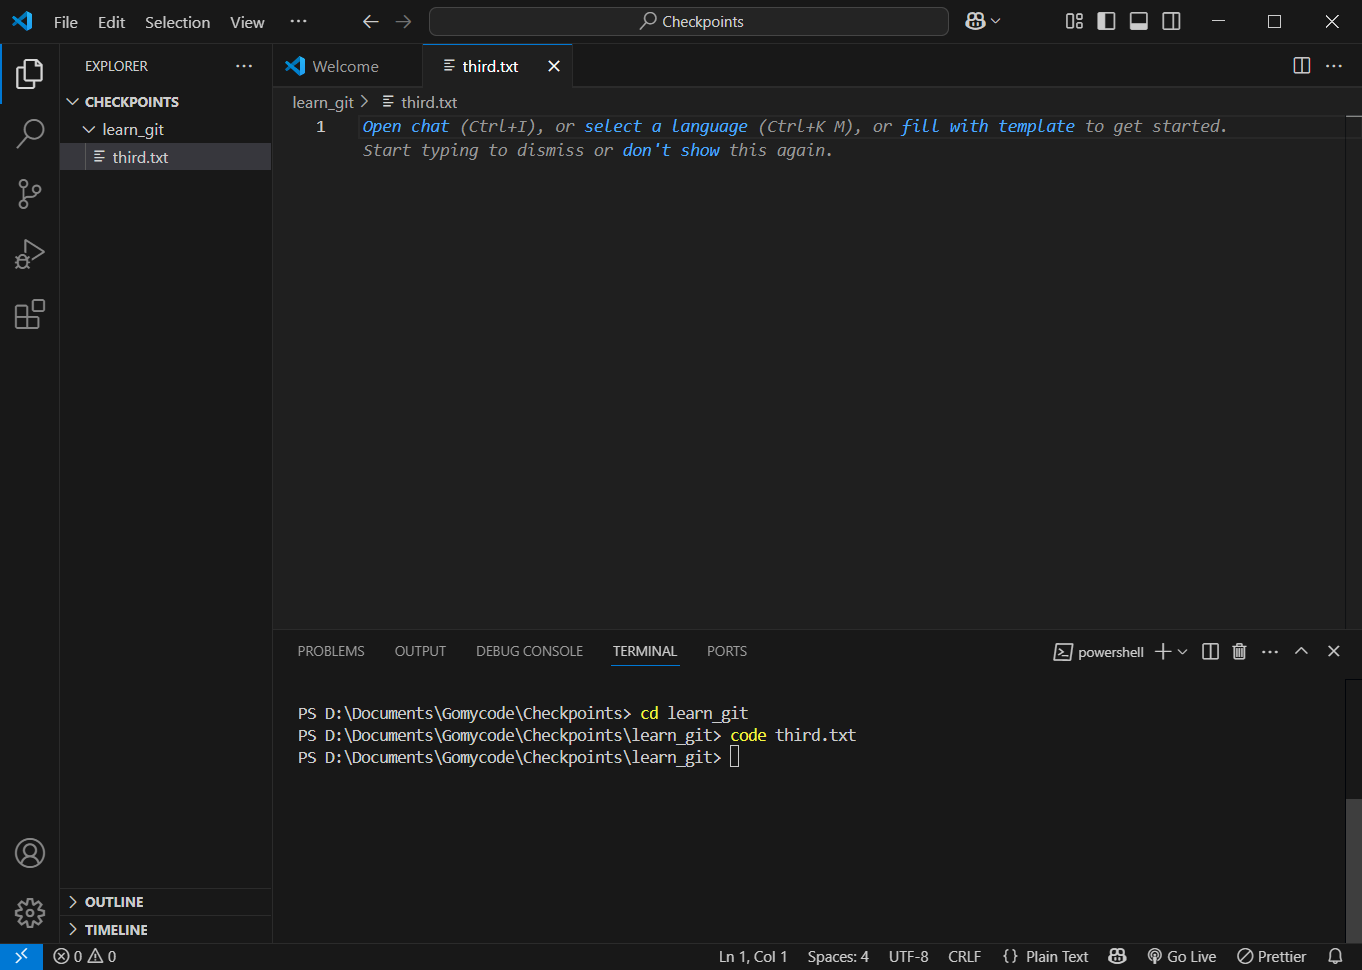 File Edit Selection View ···
Checkpoints
EXPLORER ···
CHECKPOINTS
learn_git
third.txt
OUTLINE
TIMELINE
Welcome
third.txt
learn_git > third.txt
1 Open chat (Ctrl+I), or select a language (Ctrl+K M), or fill with template to get started.
Start typing to dismiss or don't show this again.
PROBLEMS OUTPUT DEBUG CONSOLE TERMINAL PORTS
powershell
PS D:\Documents\Gomycode\Checkpoints> cd learn_git
PS D:\Documents\Gomycode\Checkpoints\learn_git> code third.txt
PS D:\Documents\Gomycode\Checkpoints\learn_git>
0 0 Ln 1, Col 1 Spaces: 4 UTF-8 CRLF {} Plain Text Go Live Prettier